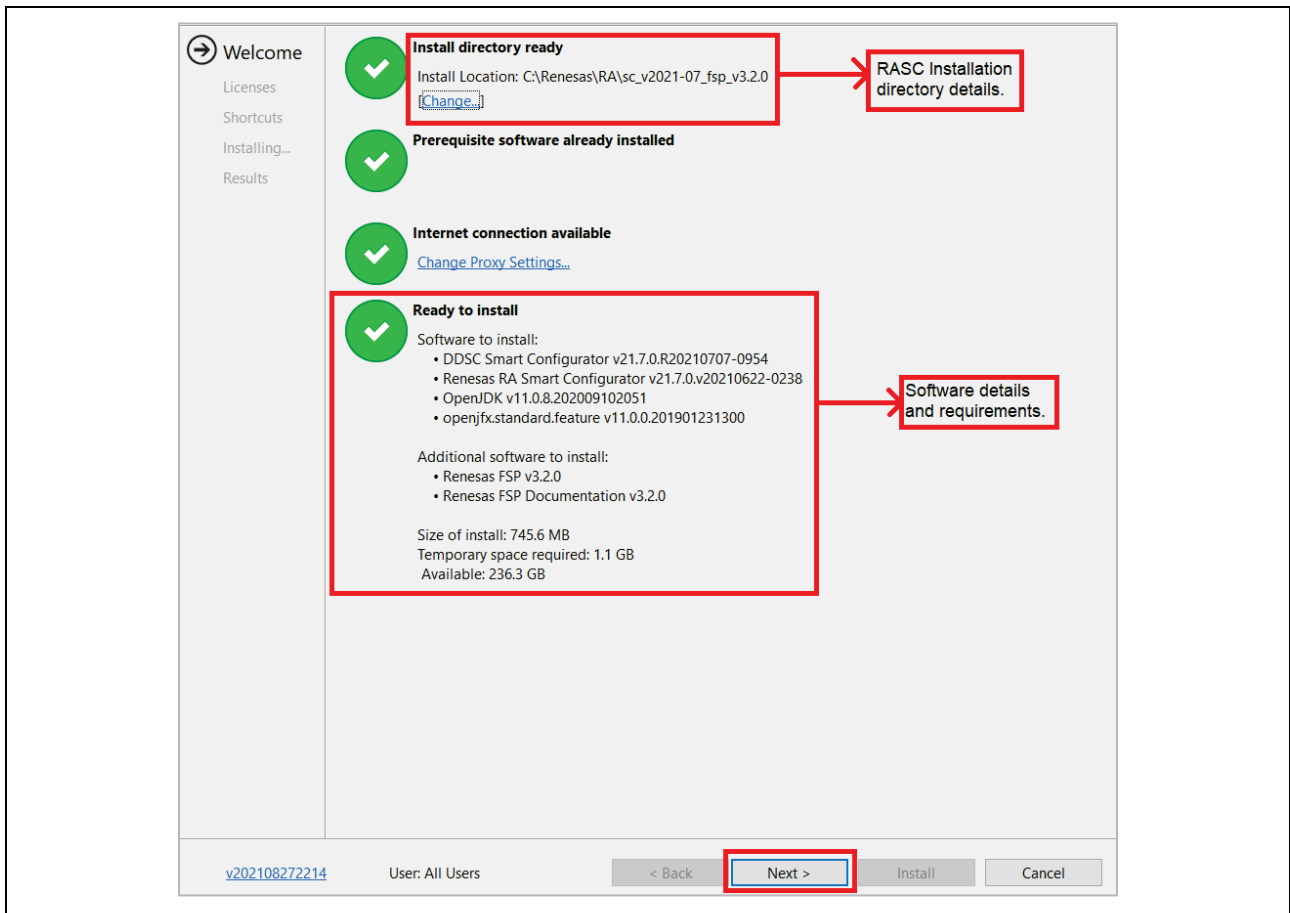 Welcome
Licenses
Shortcuts
Installing...
Results
Install directory ready
Install Location: C:\Renesas\RA\sc_v2021-07_fsp_v3.2.0
[Change...]
RASC Installation
directory details.
Prerequisite software already installed
Internet connection available
Change Proxy Settings...
Ready to install
Software to install:
• DDSC Smart Configurator v21.7.0.R20210707-0954
• Renesas RA Smart Configurator v21.7.0.v20210622-0238
• OpenJDK v11.0.8.202009102051
• openjfx.standard.feature v11.0.0.201901231300
Software details
and requirements.
Additional software to install:
• Renesas FSP v3.2.0
• Renesas FSP Documentation v3.2.0
Size of install: 745.6 MB
Temporary space required: 1.1 GB
Available: 236.3 GB
v202108272214
User: All Users
< Back
Next >
Install
Cancel